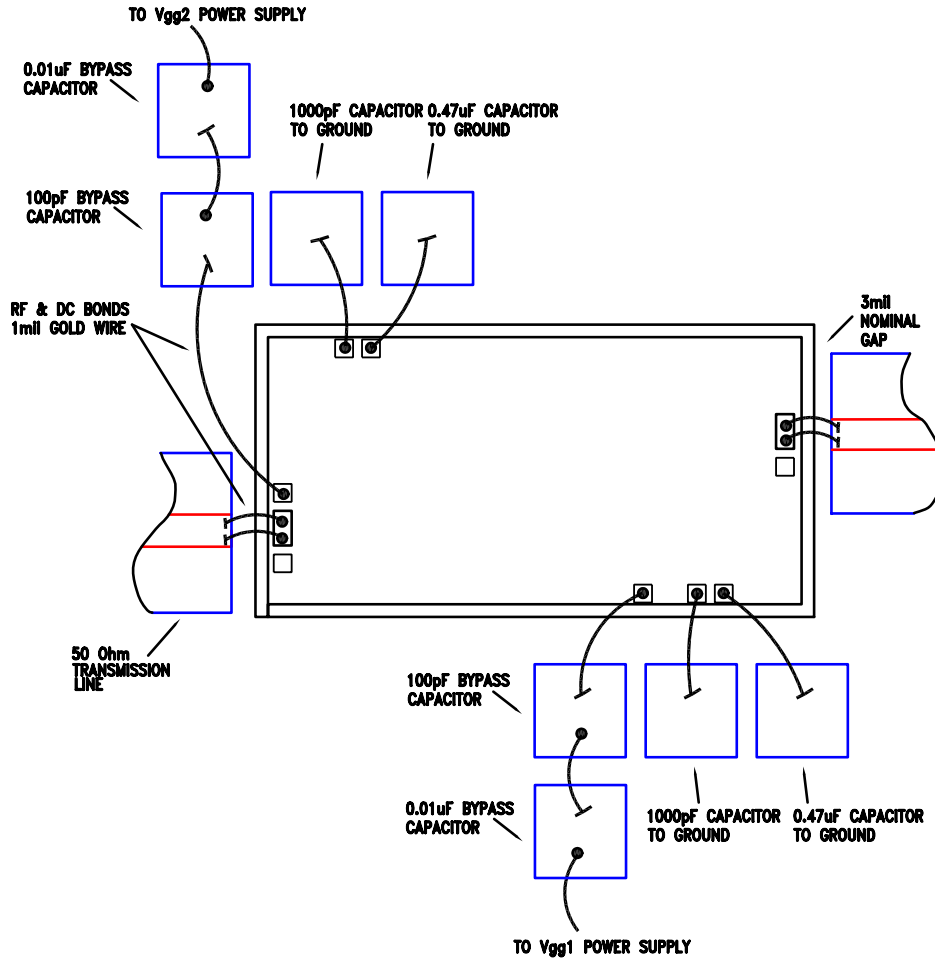 TO Vgg2 POWER SUPPLY
0.01uF BYPASS
CAPACITOR
1000pF CAPACITOR
TO GROUND
0.47uF CAPACITOR
TO GROUND
100pF BYPASS
CAPACITOR
RF & DC BONDS
1mil GOLD WIRE
3mil
NOMINAL
GAP
50 Ohm
TRANSMISSION
LINE
100pF BYPASS
CAPACITOR
0.01uF BYPASS
CAPACITOR
1000pF CAPACITOR
TO GROUND
0.47uF CAPACITOR
TO GROUND
TO Vgg1 POWER SUPPLY